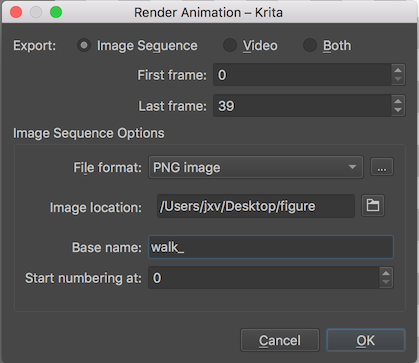 Render Animation – Krita
Export: Image Sequence Video Both
First frame: 0
Last frame: 39
Image Sequence Options
File format: PNG image ...
Image location: /Users/jxv/Desktop/figure
Base name: walk_
Start numbering at: 0
Cancel OK